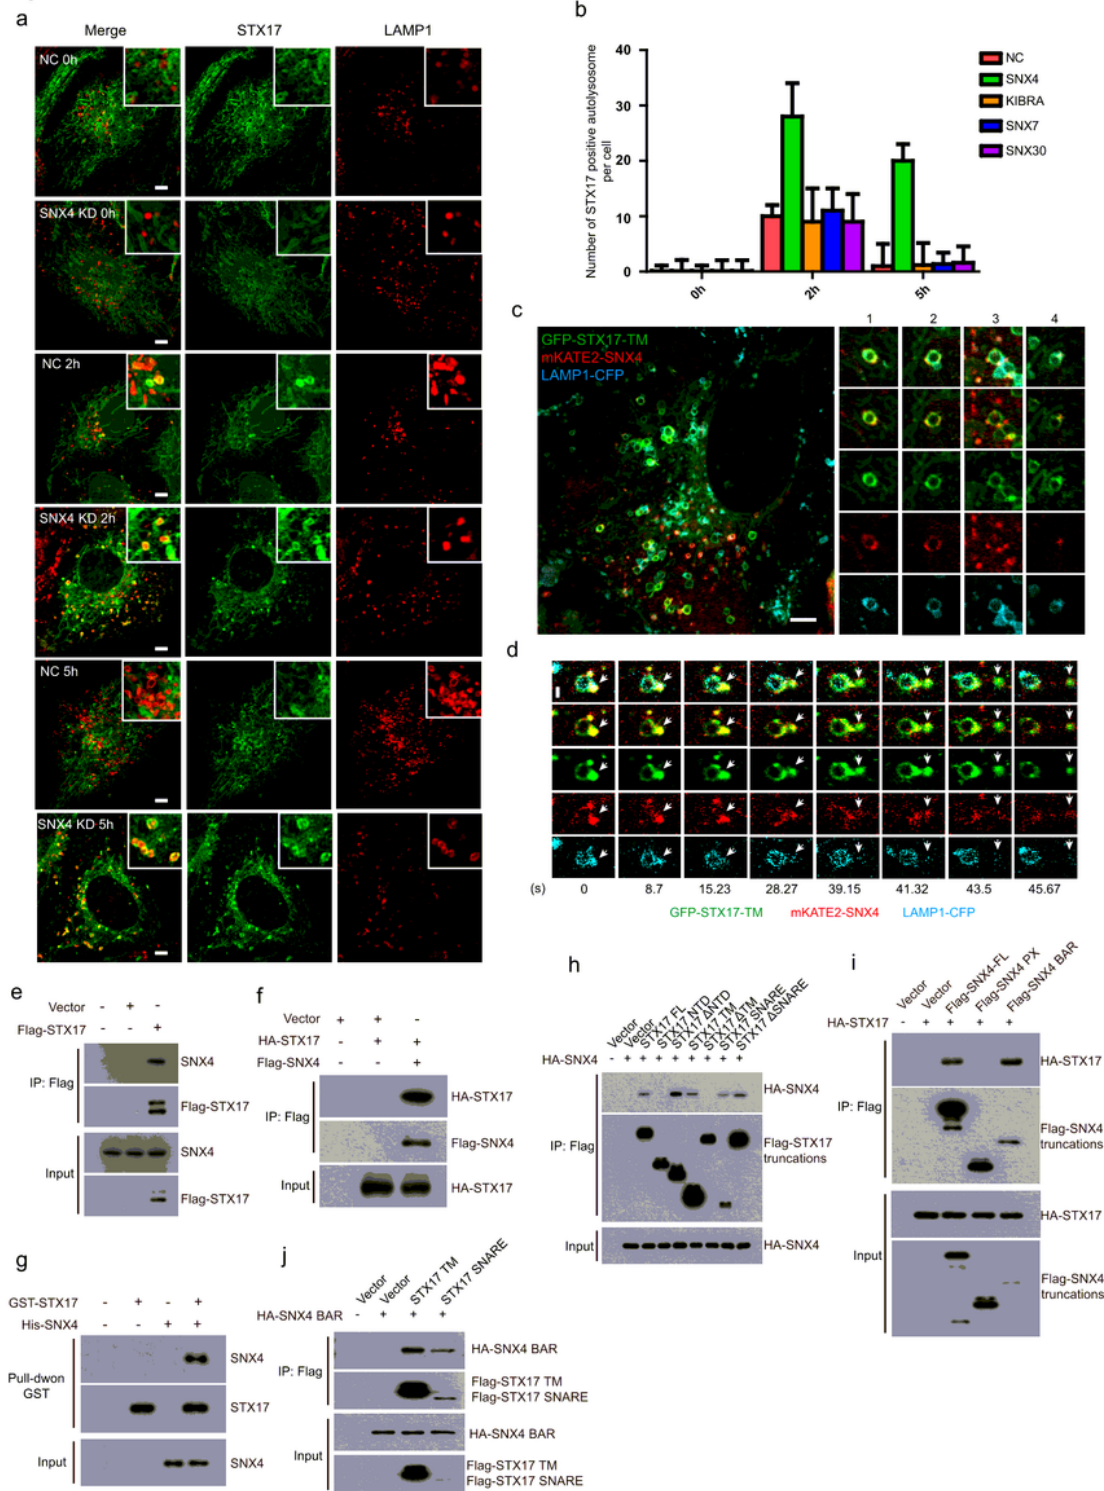 a
Merge STX17 LAMP1
NC 0h
SNX4 KD 0h
NC 2h
SNX4 KD 2h
NC 5h
SNX4 KD 5h
b
Number of STX17 positive autolysosome
per cell
40
30
20
10
0
0h 2h 5h
NC
SNX4
KIBRA
SNX7
SNX30
c
GFP-STX17-TM
mKATE2-SNX4
LAMP1-CFP
1 2 3 4
d
(s) 0 8.7 15.23 28.27 39.15 41.32 43.5 45.67
GFP-STX17-TM mKATE2-SNX4 LAMP1-CFP
e
Vector - + -
Flag-STX17 - - +
IP: Flag
SNX4
Flag-STX17
Input
SNX4
Flag-STX17
f
Vector + + -
HA-STX17 - + +
Flag-SNX4 - - +
IP: Flag
HA-STX17
Flag-SNX4
Input
HA-STX17
g
GST-STX17 - + - +
His-SNX4 - - + +
Pull-dwon
GST
SNX4
STX17
Input
SNX4
h
Vector
Vector
STX17 FL
STX17 NTD
STX17 ΔNTD
STX17 TM
STX17 ΔTM
STX17 SNARE
STX17 ΔSNARE
HA-SNX4 - + + + + + + + +
IP: Flag
HA-SNX4
Flag-STX17
truncations
Input
HA-SNX4
i
Vector
Vector
Flag-SNX4-FL
Flag-SNX4 PX
Flag-SNX4 BAR
HA-STX17 - + + + +
IP: Flag
HA-STX17
Flag-SNX4
truncations
Input
HA-STX17
Flag-SNX4
truncations
j
Vector
Vector
STX17 TM
STX17 SNARE
HA-SNX4 BAR - + + +
IP: Flag
HA-SNX4 BAR
Flag-STX17 TM
Flag-STX17 SNARE
Input
HA-SNX4 BAR
Flag-STX17 TM
Flag-STX17 SNARE